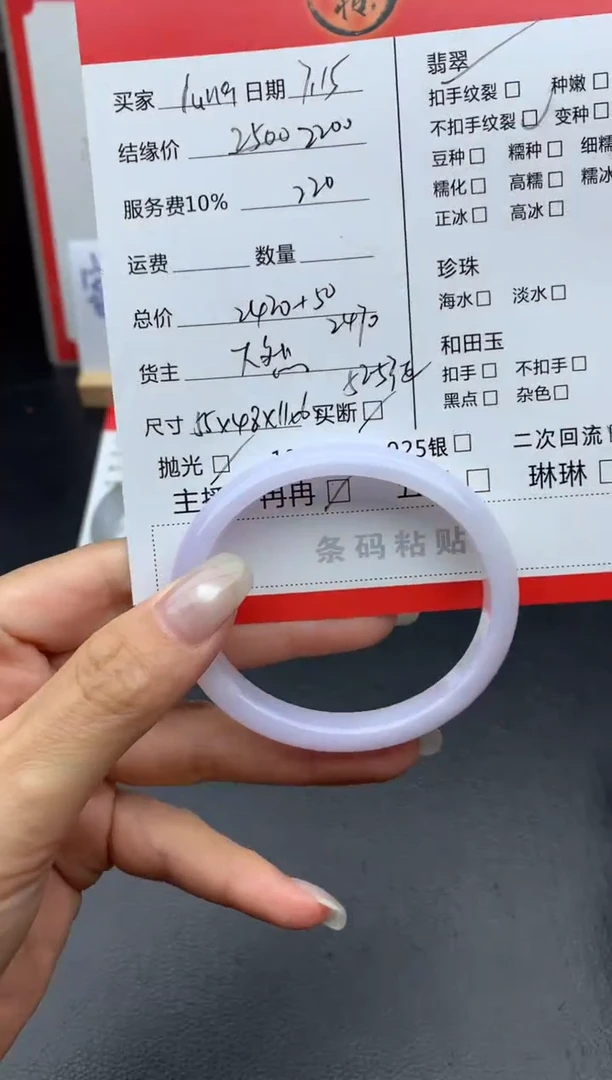 买家 luna 日期 7.15
结缘价 2500 2200
服务费10% 220
运费 数量
总价 2420+50
2470
货主
尺寸 55x48x11x6 买断
抛光 925银
主播 冉冉
翡翠
扣手纹裂 种嫩
不扣手纹裂 变种
豆种 糯种 细糯
糯化 高糯 糯冰
正冰 高冰
珍珠
海水 淡水
和田玉
扣手 不扣手
黑点 杂色
二次回流
琳琳
条码粘贴